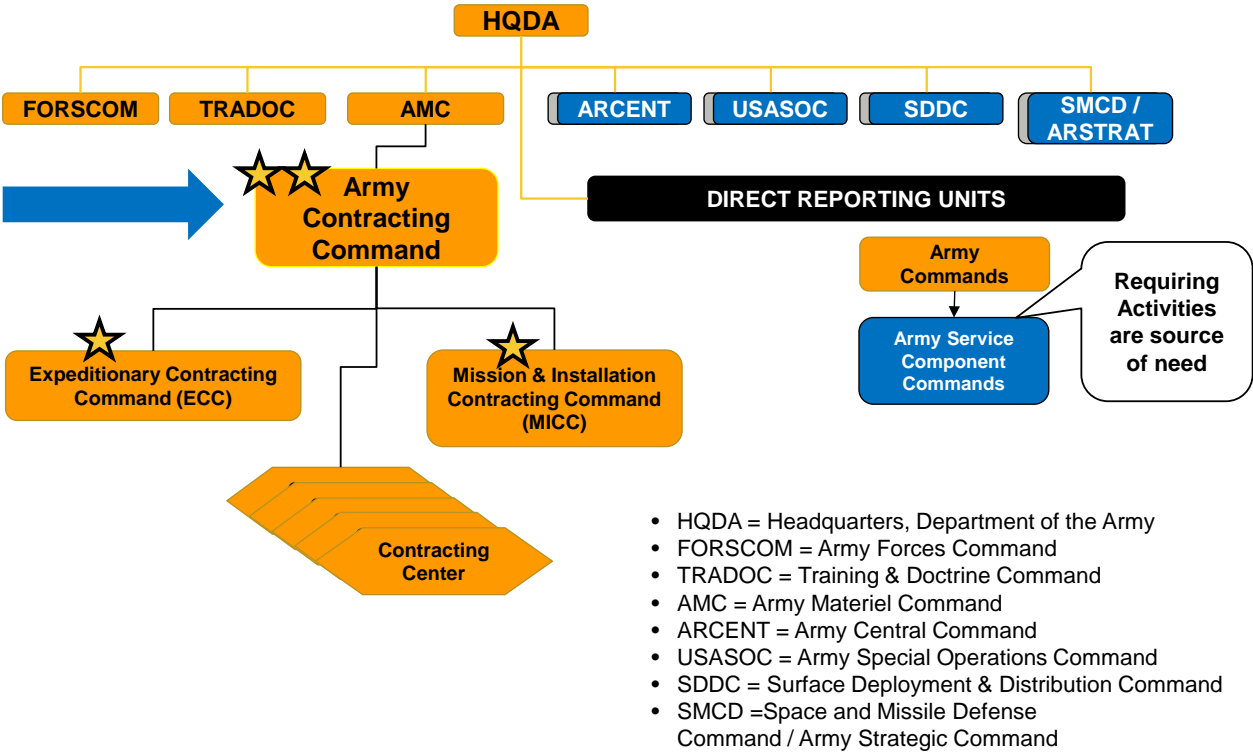 HQDA
FORSCOM
TRADOC
AMC
ARCENT
USASOC
SDDC
SMCD /
ARSTRAT
Army
Contracting
Command
DIRECT REPORTING UNITS
Army
Commands
Requiring
Activities
are source
of need
Army Service
Component
Commands
Expeditionary Contracting
Command (ECC)
Mission & Installation
Contracting Command
(MICC)
Contracting
Center
• HQDA = Headquarters, Department of the Army
• FORSCOM = Army Forces Command
• TRADOC = Training & Doctrine Command
• AMC = Army Materiel Command
• ARCENT = Army Central Command
• USASOC = Army Special Operations Command
• SDDC = Surface Deployment & Distribution Command
• SMCD =Space and Missile Defense
Command / Army Strategic Command